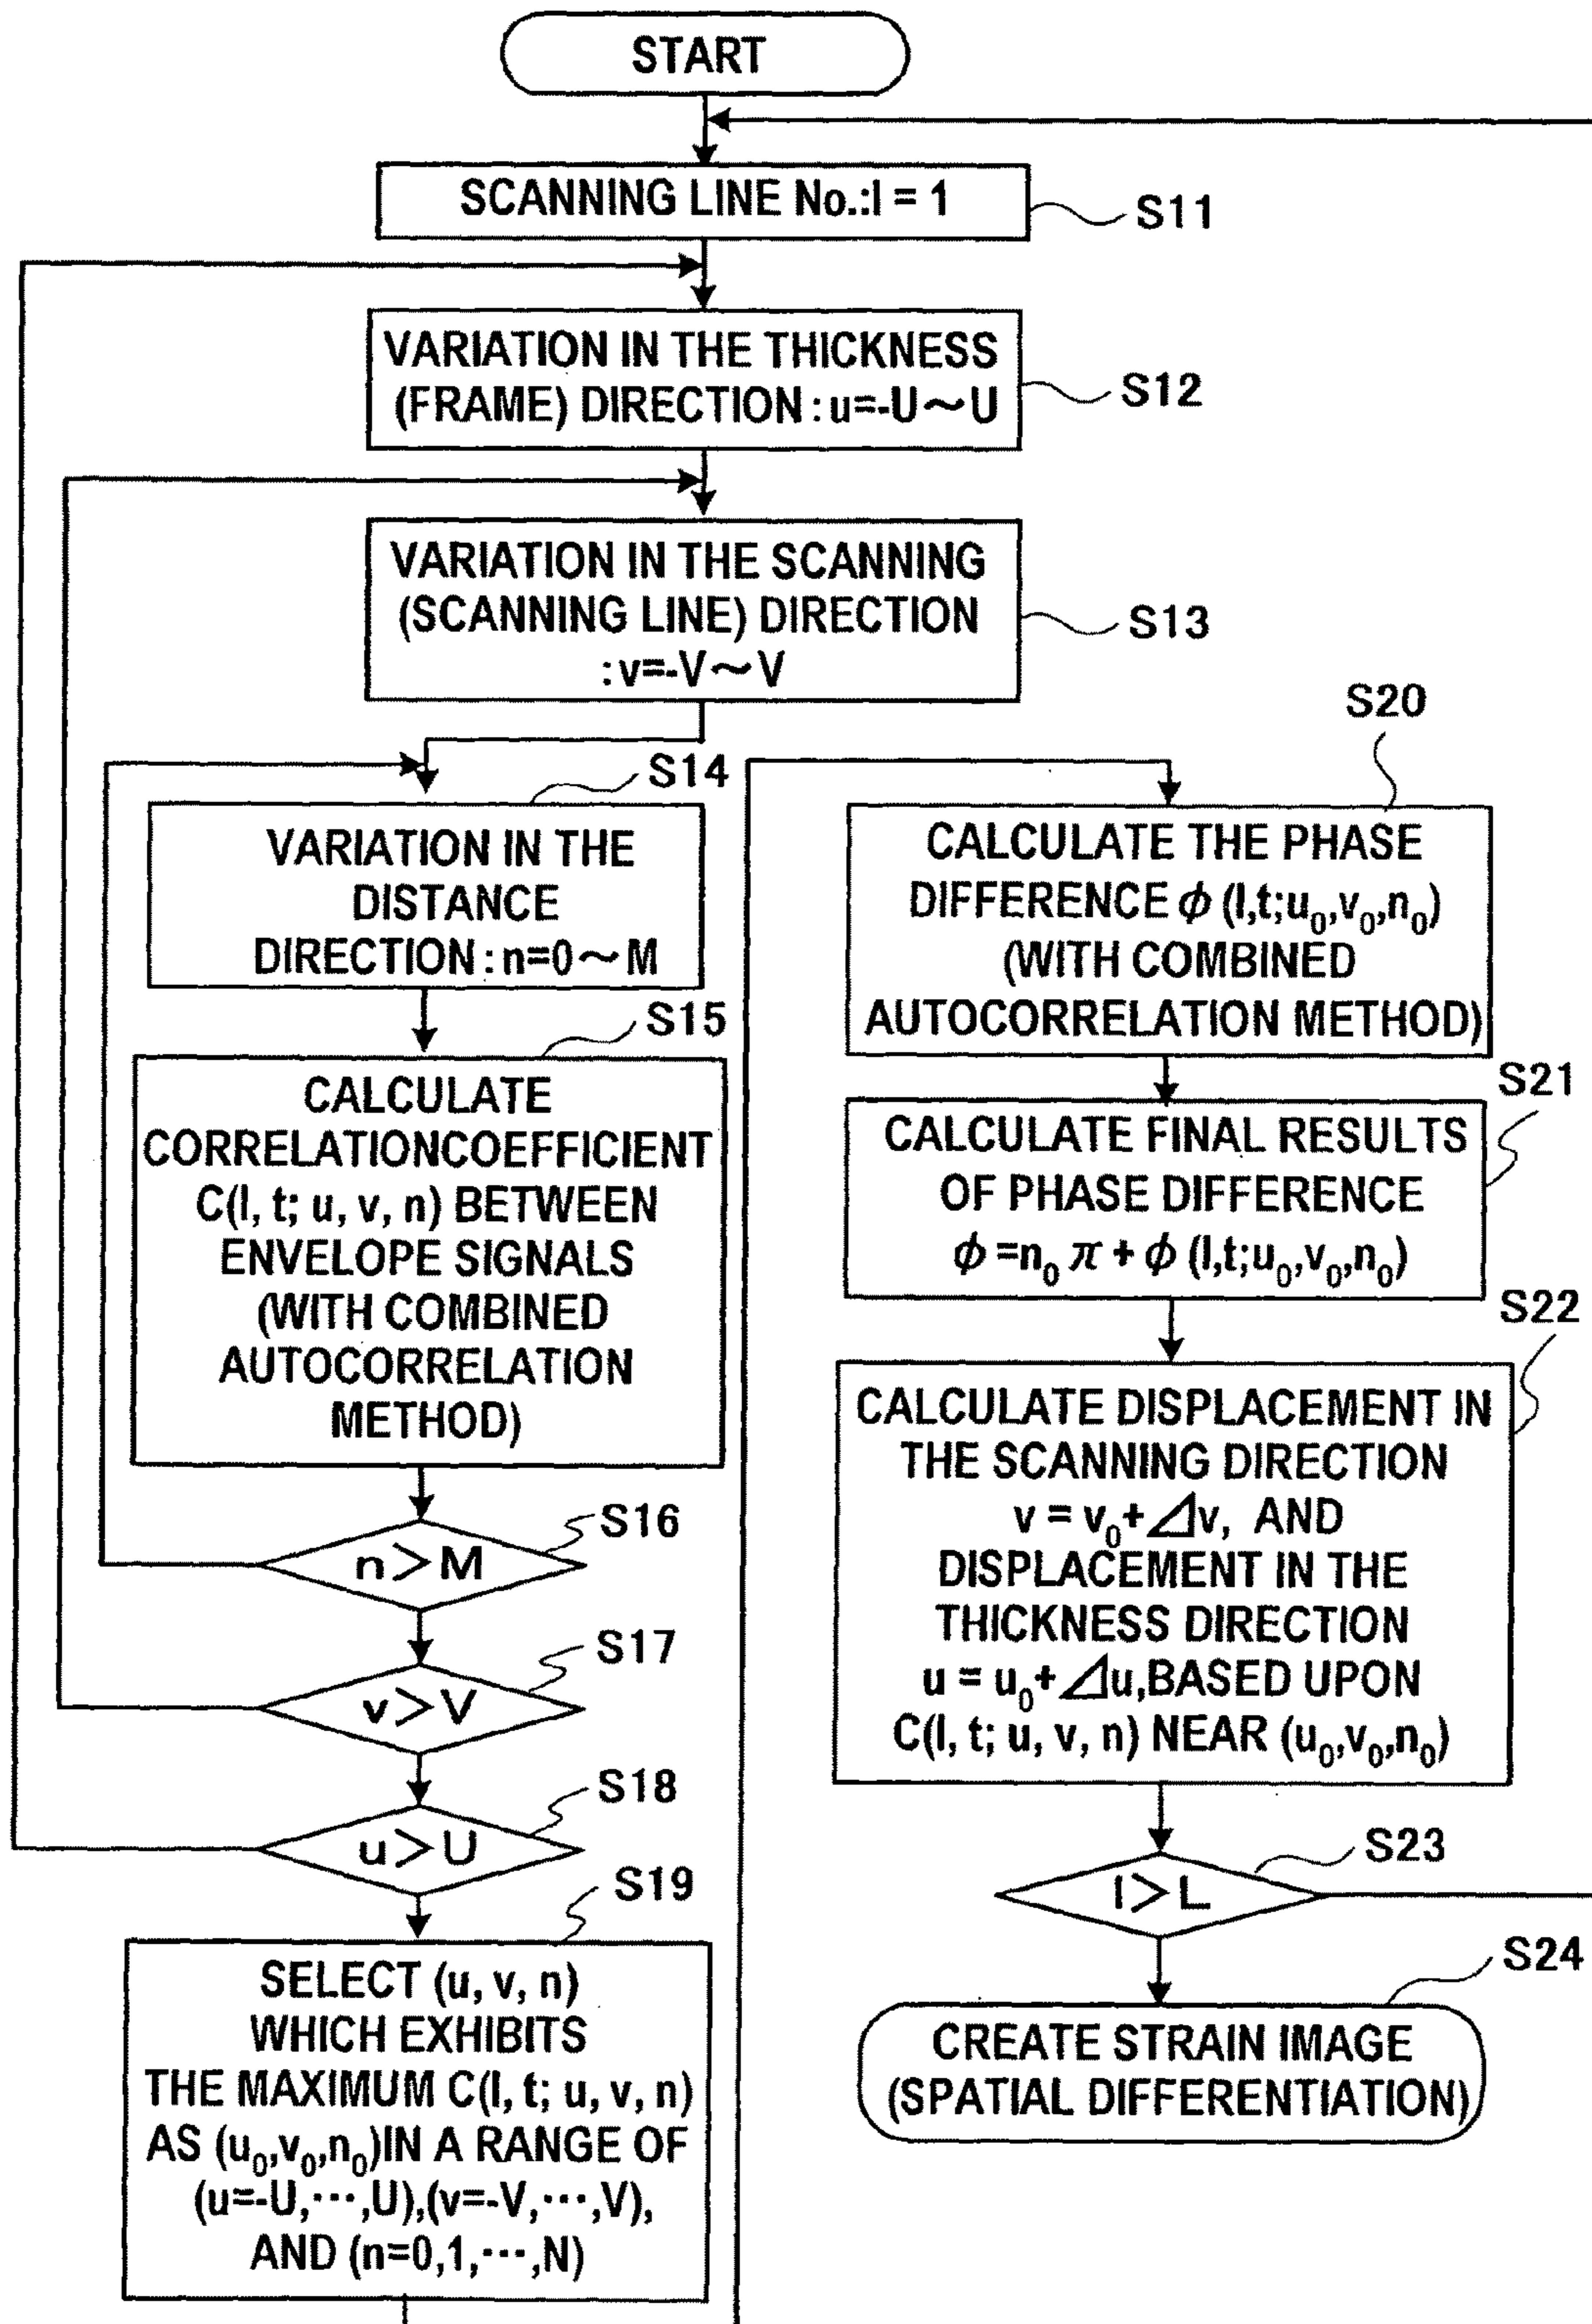 START
SCANNING LINE No.:l = 1
S11
VARIATION IN THE THICKNESS
(FRAME) DIRECTION : u=-U～U
S12
VARIATION IN THE SCANNING
(SCANNING LINE) DIRECTION
: v=-V～V
S13
S14
VARIATION IN THE
DISTANCE
DIRECTION : n=0～M
S15
CALCULATE
CORRELATIONCOEFFICIENT
C(l, t; u, v, n) BETWEEN
ENVELOPE SIGNALS
(WITH COMBINED
AUTOCORRELATION
METHOD)
S16
n>M
S17
v>V
S18
u>U
S19
SELECT (u, v, n)
WHICH EXHIBITS
THE MAXIMUM C(l, t; u, v, n)
AS (u₀,v₀,n₀)IN A RANGE OF
(u=-U,⋯,U),(v=-V,⋯,V),
AND (n=0,1,⋯,N)
S20
CALCULATE THE PHASE
DIFFERENCE ϕ (l,t;u₀,v₀,n₀)
(WITH COMBINED
AUTOCORRELATION METHOD)
S21
CALCULATE FINAL RESULTS
OF PHASE DIFFERENCE
ϕ =n₀ π + ϕ (l,t;u₀,v₀,n₀)
S22
CALCULATE DISPLACEMENT IN
THE SCANNING DIRECTION
v = v₀+⊿v, AND
DISPLACEMENT IN THE
THICKNESS DIRECTION
u = u₀+⊿u,BASED UPON
C(l, t; u, v, n) NEAR (u₀,v₀,n₀)
S23
l>L
S24
CREATE STRAIN IMAGE
(SPATIAL DIFFERENTIATION)